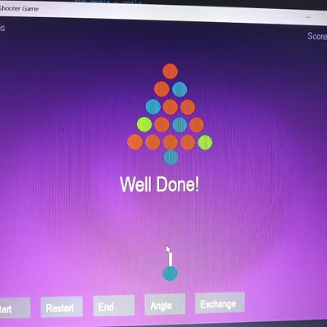 Shooter Game
Score
Well Done!
Restart
End
Angle
Exchange